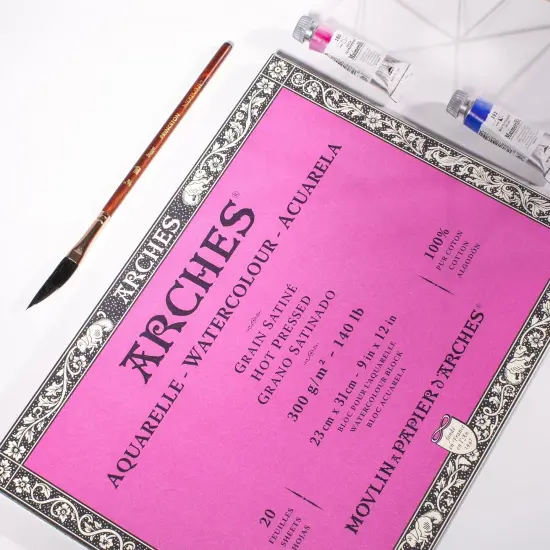 ARCHES
ARCHES®
AQUARELLE - WATERCOLOUR - ACUARELA
GRAIN SATINÉ
HOT PRESSED
GRANO SATINADO
300 g/m² - 140 lb
23 cm x 31cm - 9 in x 12 in
BLOC POUR L'AQUARELLE
WATERCOLOUR BLOCK
BLOC ACUARELA
100%
PUR COTON
COTTON
ALGODÓN
20
FEUILLES
SHEETS
HOJAS
MOVLIN A PAPIER D'ARCHES®
PRINCETON